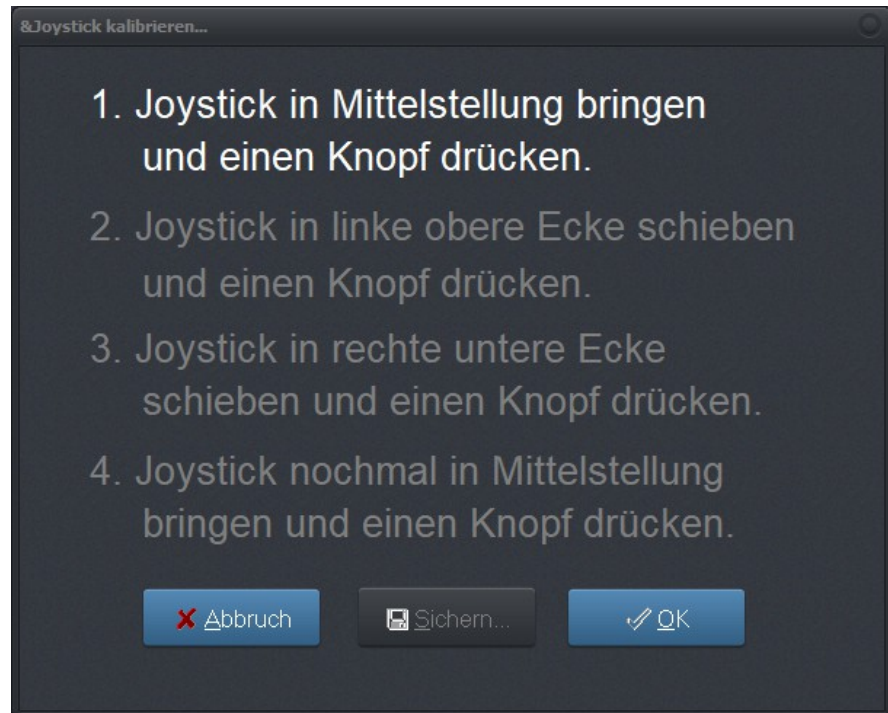 &Joystick kalibrieren...
1. Joystick in Mittelstellung bringen
und einen Knopf drücken.
2. Joystick in linke obere Ecke schieben
und einen Knopf drücken.
3. Joystick in rechte untere Ecke
schieben und einen Knopf drücken.
4. Joystick nochmal in Mittelstellung
bringen und einen Knopf drücken.
Abbruch Sichern... OK